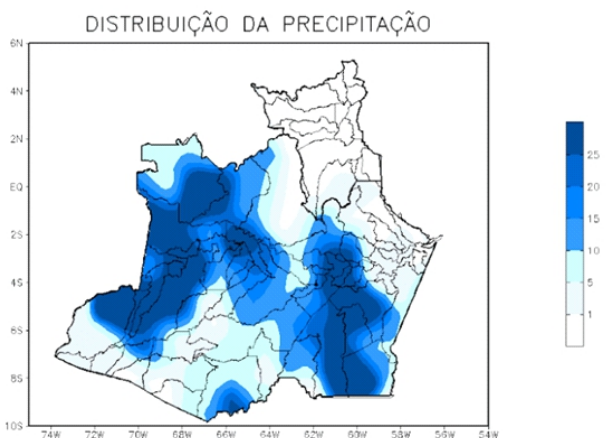 DISTRIBUIÇÃO DA PRECIPITAÇÃO
6N
4N
2N
EQ
2S
4S
6S
8S
10S
74W 72W 70W 68W 66W 64W 62W 60W 58W 56W 54W
25
20
15
10
5
1